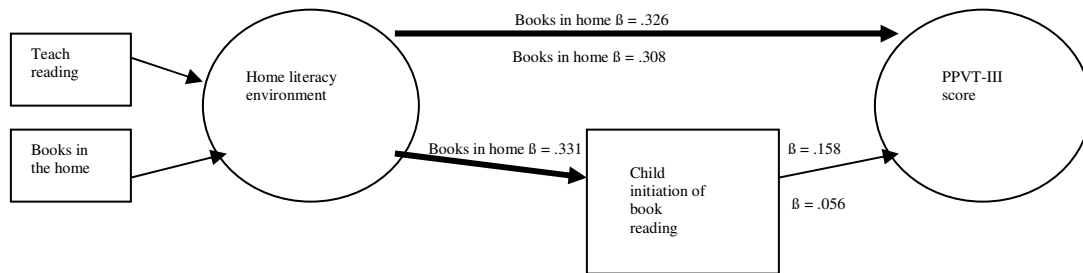 Books in home ß = .326
Teach
reading
Books in home ß = .308
Home literacy
environment
PPVT-III
score
Books in
the home
Books in home ß = .331
ß = .158
Child
initiation of
book
reading
ß = .056